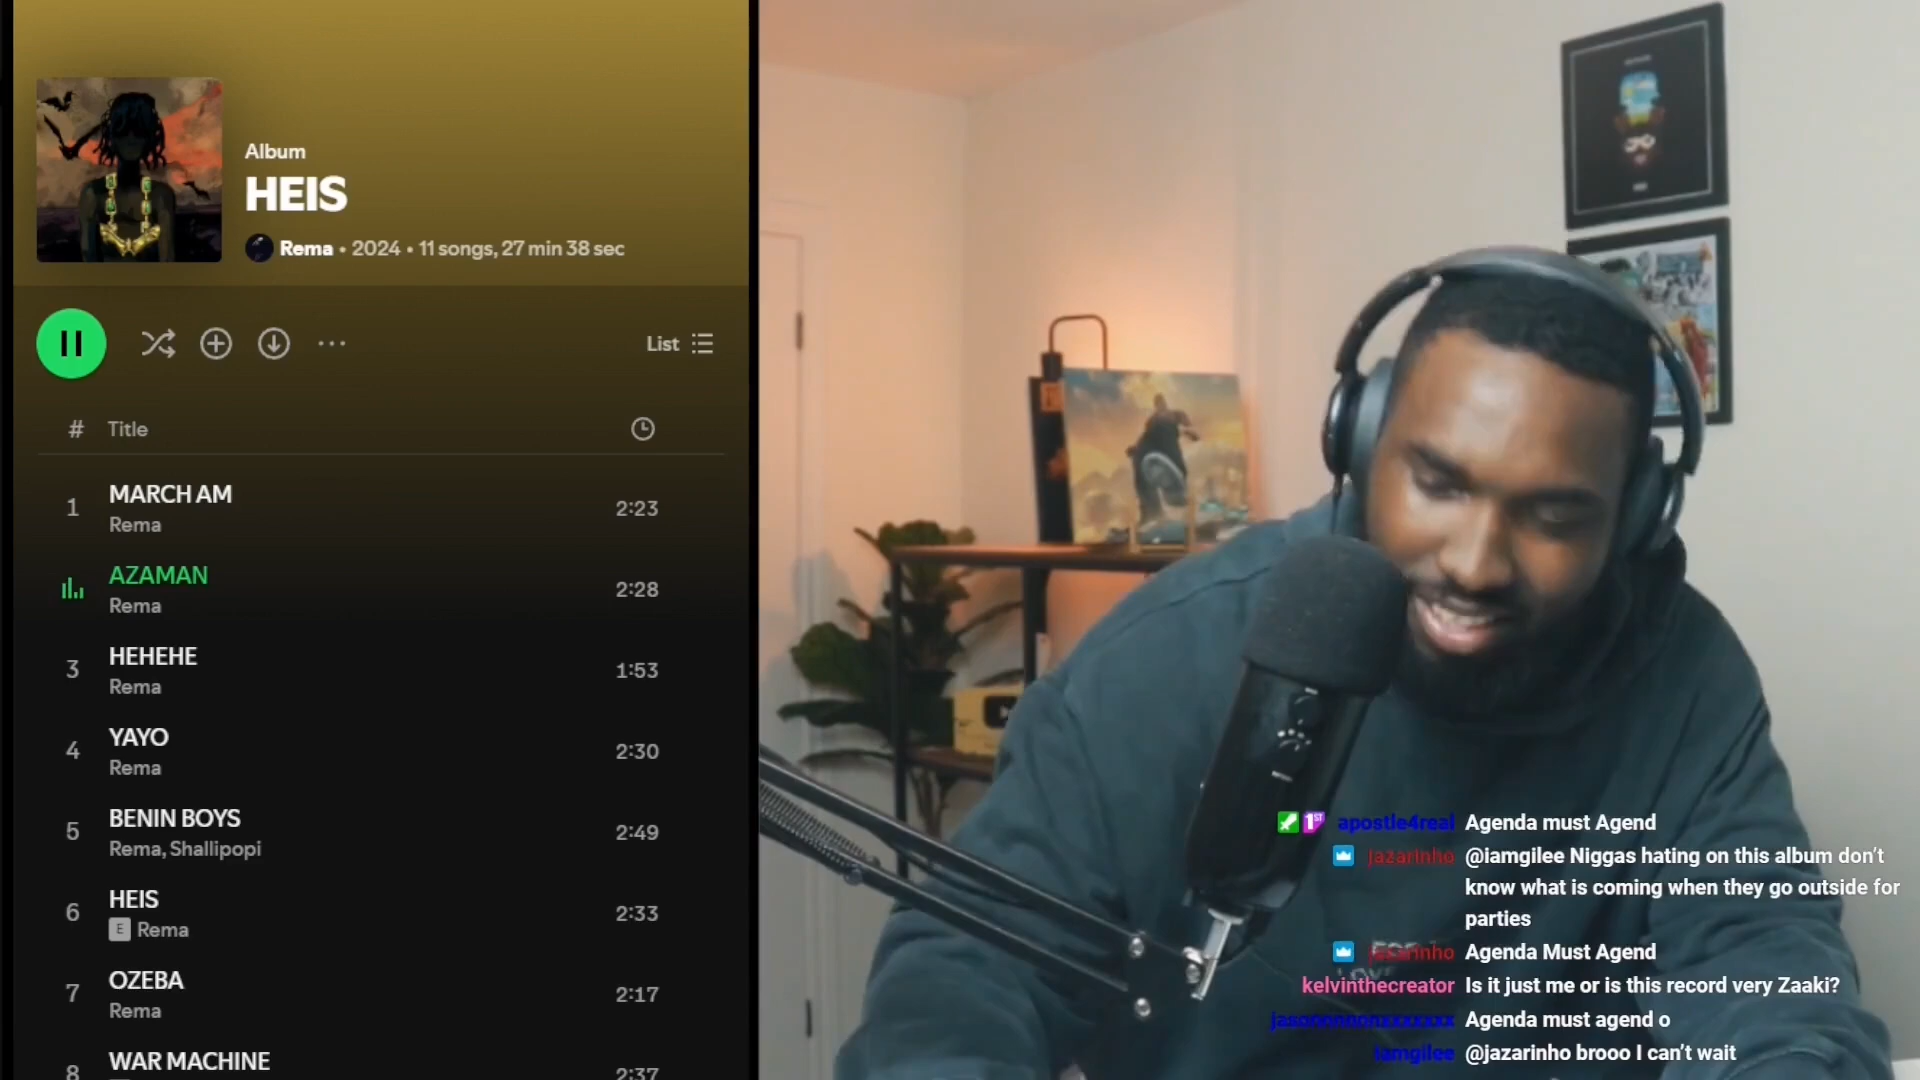 Album
HEIS
Rema • 2024 • 11 songs, 27 min 38 sec
List
# Title
1 MARCH AM 2:23
Rema
AZAMAN 2:28
Rema
3 HEHEHE 1:53
Rema
4 YAYO 2:30
Rema
5 BENIN BOYS 2:49
Rema, Shallipopi
6 HEIS 2:33
E Rema
7 OZEBA 2:17
Rema
8 WAR MACHINE 2:37
1ST apostle4real Agenda must Agend
jazarinho @iamgilee Niggas hating on this album don't
know what is coming when they go outside for
parties
jazarinho Agenda Must Agend
kelvinthecreator Is it just me or is this record very Zaaki?
Agenda must agend o
iamgilee @jazarinho brooo I can't wait